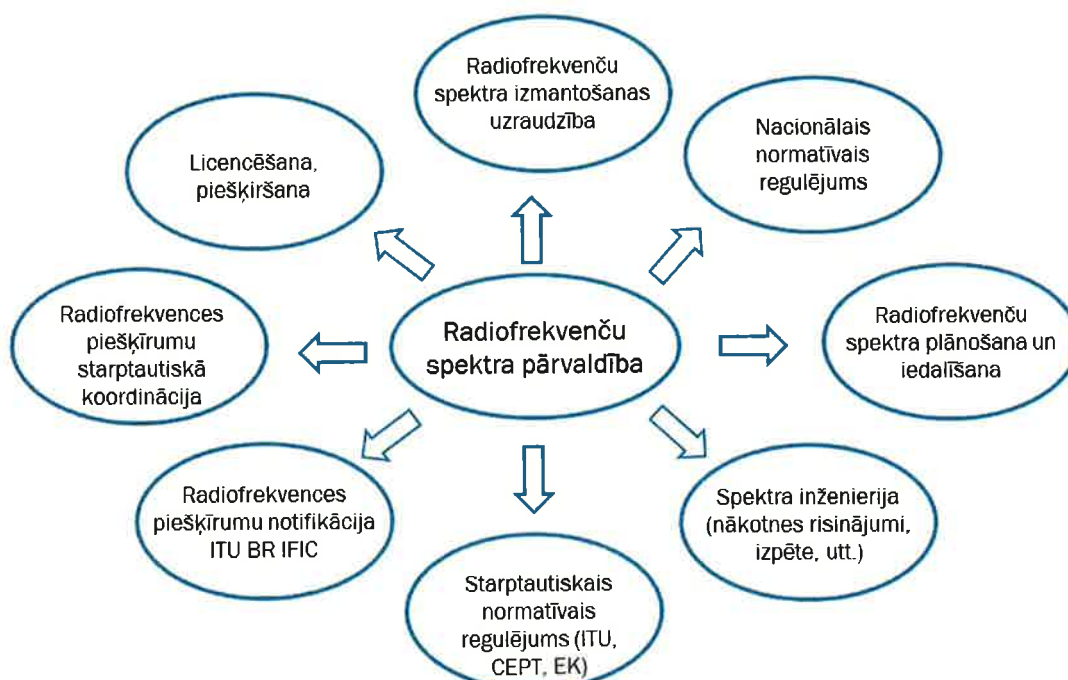 Radiofrekvenču
spektra izmantošanas
uzraudzība
Nacionālais
normatīvais
regulējums
Licencēšana,
piešķiršana
Radiofrekvences
piešķīrumu
starptautiskā
koordinācija
Radiofrekvenču
spektra pārvaldība
Radiofrekvenču
spektra plānošana un
iedalīšana
Radiofrekvences
piešķīrumu notifikācija
ITU BR IFIC
Spektra inženierija
(nākotnes risinājumi,
izpēte, utt.)
Starptautiskais
normatīvais
regulējums (ITU,
CEPT, EK)